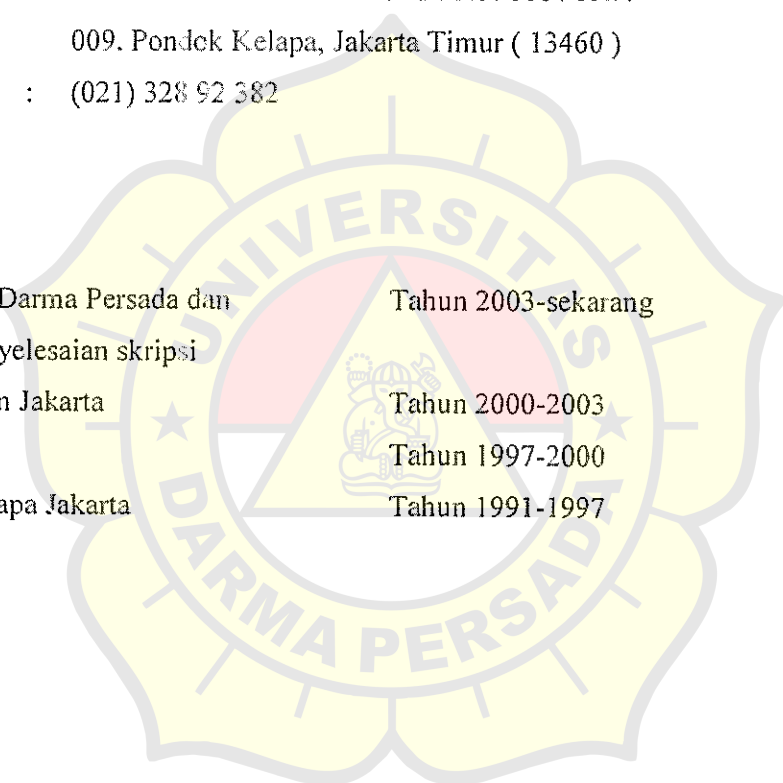 009. Pondok Kelapa, Jakarta Timur ( 13460 )
: (021) 328 92 382
UNIVERSITAS
Darma Persada dan Tahun 2003-sekarang
yelesaian skripsi
n Jakarta Tahun 2000-2003
Tahun 1997-2000
apa Jakarta Tahun 1991-1997
DARMA PERSADA